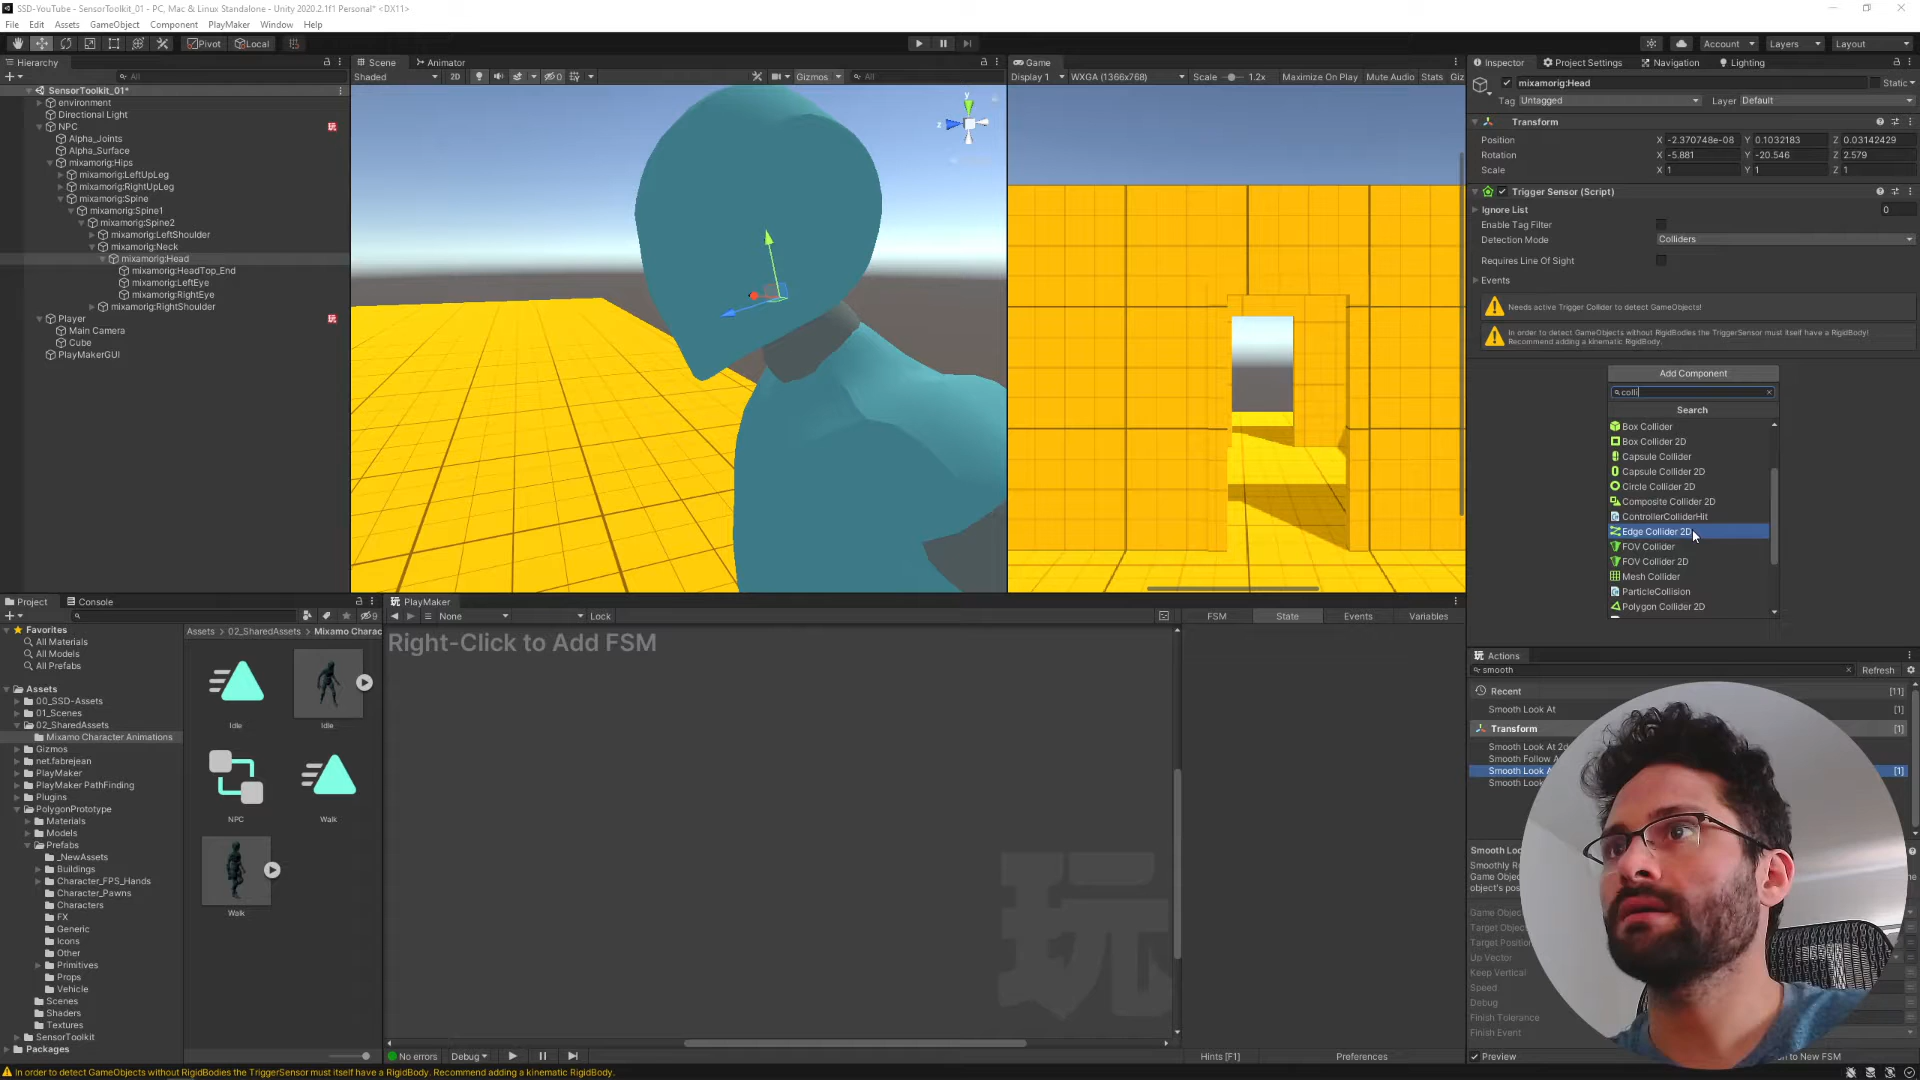 SSD-YouTube - SensorToolkit_01 - PC, Mac & Linux Standalone - Unity 2020.2.1f1 Personal* <DX11>
File Edit Assets GameObject Component PlayMaker Window Help
Pivot Local Account Layers Layout
Hierarchy
All
SensorToolkit_01*
environment
Directional Light
NPC
Alpha_Joints
Alpha_Surface
mixamorig:Hips
mixamorig:LeftUpLeg
mixamorig:RightUpLeg
mixamorig:Spine
mixamorig:Spine1
mixamorig:Spine2
mixamorig:LeftShoulder
mixamorig:Neck
mixamorig:Head
mixamorig:HeadTop_End
mixamorig:LeftEye
mixamorig:RightEye
mixamorig:RightShoulder
Player
Main Camera
Cube
PlayMakerGUI
Scene Animator
Shaded 2D 0 Gizmos All
y
z
Game
Display 1 WXGA (1366x768) Scale 1.2x Maximize On Play Mute Audio Stats Giz
Inspector Project Settings Navigation Lighting
mixamorig:Head Static
Tag Untagged Layer Default
Transform
Position X -2.370748e-08 Y 0.1032183 Z 0.03142429
Rotation X -5.881 Y -20.546 Z 2.579
Scale X 1 Y 1 Z 1
Trigger Sensor (Script)
Ignore List 0
Enable Tag Filter
Detection Mode Colliders
Requires Line Of Sight
Events
Needs active Trigger Collider to detect GameObjects!
In order to detect GameObjects without RigidBodies the TriggerSensor must itself have a RigidBody!
Recommend adding a kinematic RigidBody.
Add Component
colli
Search
Box Collider
Box Collider 2D
Capsule Collider
Capsule Collider 2D
Circle Collider 2D
Composite Collider 2D
ControllerColliderHit
Edge Collider 2D
FOV Collider
FOV Collider 2D
Mesh Collider
ParticleCollision
Polygon Collider 2D
Project Console
9
Favorites
All Materials
All Models
All Prefabs
Assets
00_SSD-Assets
01_Scenes
02_SharedAssets
Mixamo Character Animations
Gizmos
net.fabrejean
PlayMaker
PlayMaker PathFinding
Plugins
PolygonPrototype
Materials
Models
Prefabs
_NewAssets
Buildings
Character_FPS_Hands
Character_Pawns
Characters
FX
Generic
Icons
Other
Primitives
Props
Vehicle
Scenes
Shaders
Textures
SensorToolkit
Packages
Assets 02_SharedAssets Mixamo Charac
Idle
Idle
NPC
Walk
Walk
PlayMaker
None Lock
Right-Click to Add FSM
玩
FSM State Events Variables
No errors Debug Hints [F1] Preferences
Actions
smooth Refresh
Recent [11]
Smooth Look At
Transform [1]
Smooth Look At 2d
Smooth Follow A
Smooth Look A [1]
Smooth Look
Smooth Loo
Smoothly R
Game Obje
object's pos
Game Objec
Target Objec
Target Position
Up Vector
Keep Vertical
Speed
Debug
Finish Tolerance
Finish Event
Preview n to New FSM
In order to detect GameObjects without RigidBodies the TriggerSensor must itself have a RigidBody. Recommend adding a kinematic RigidBody.